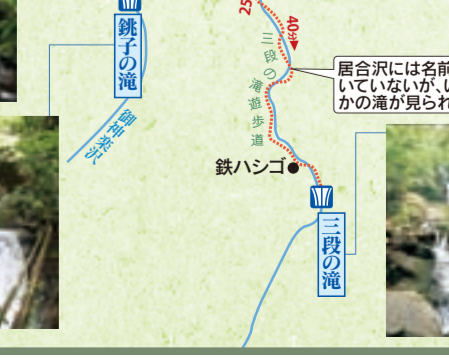 銚子の滝
御神楽沢
25
40分
三段の滝遊歩道
居合沢には名前
いていないが、い
かの滝が見られ
鉄ハシゴ
三段の滝